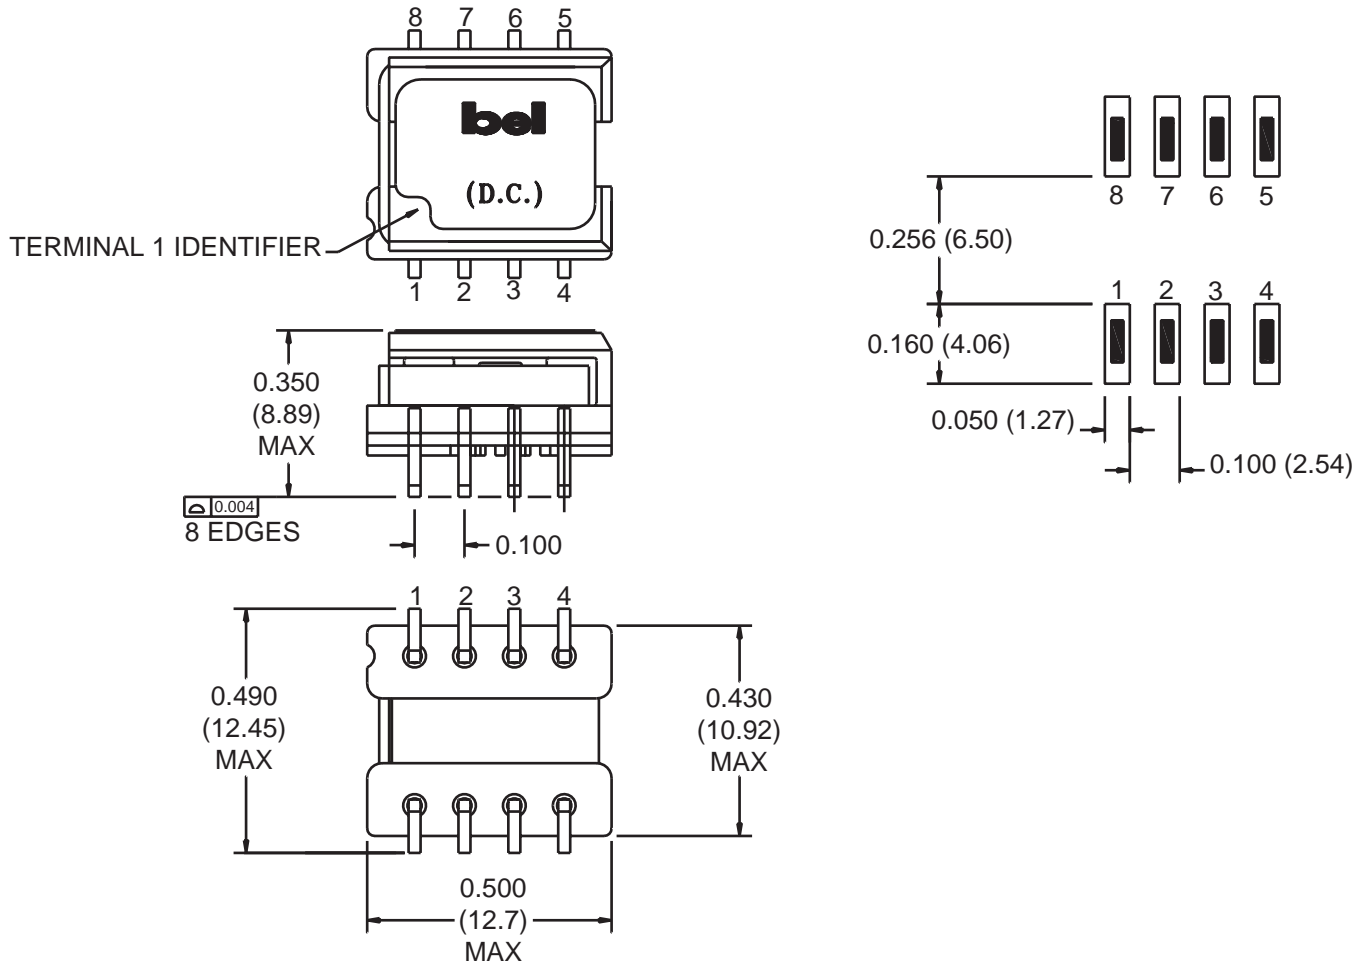 8 7 6 5
bel
(D.C.)
TERMINAL 1 IDENTIFIER
1 2 3 4
0.350
(8.89)
MAX
0.004
8 EDGES
0.100
1 2 3 4
0.490
(12.45)
MAX
0.430
(10.92)
MAX
0.500
(12.7)
MAX
8 7 6 5
0.256 (6.50)
1 2 3 4
0.160 (4.06)
0.050 (1.27)
0.100 (2.54)